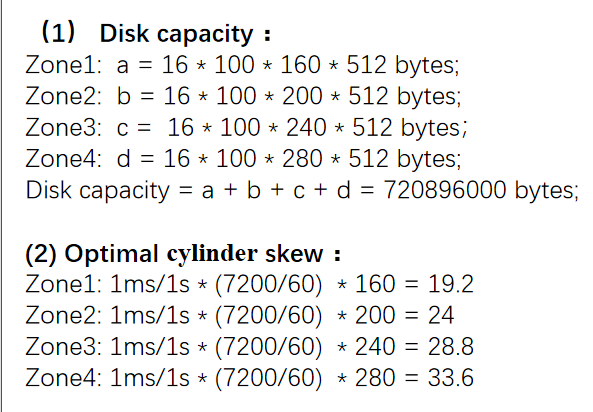 (1) Disk capacity：
Zone1: a = 16 * 100 * 160 * 512 bytes;
Zone2: b = 16 * 100 * 200 * 512 bytes;
Zone3: c = 16 * 100 * 240 * 512 bytes;
Zone4: d = 16 * 100 * 280 * 512 bytes;
Disk capacity = a + b + c + d = 720896000 bytes;
(2) Optimal cylinder skew：
Zone1: 1ms/1s * (7200/60) * 160 = 19.2
Zone2: 1ms/1s * (7200/60) * 200 = 24
Zone3: 1ms/1s * (7200/60) * 240 = 28.8
Zone4: 1ms/1s * (7200/60) * 280 = 33.6